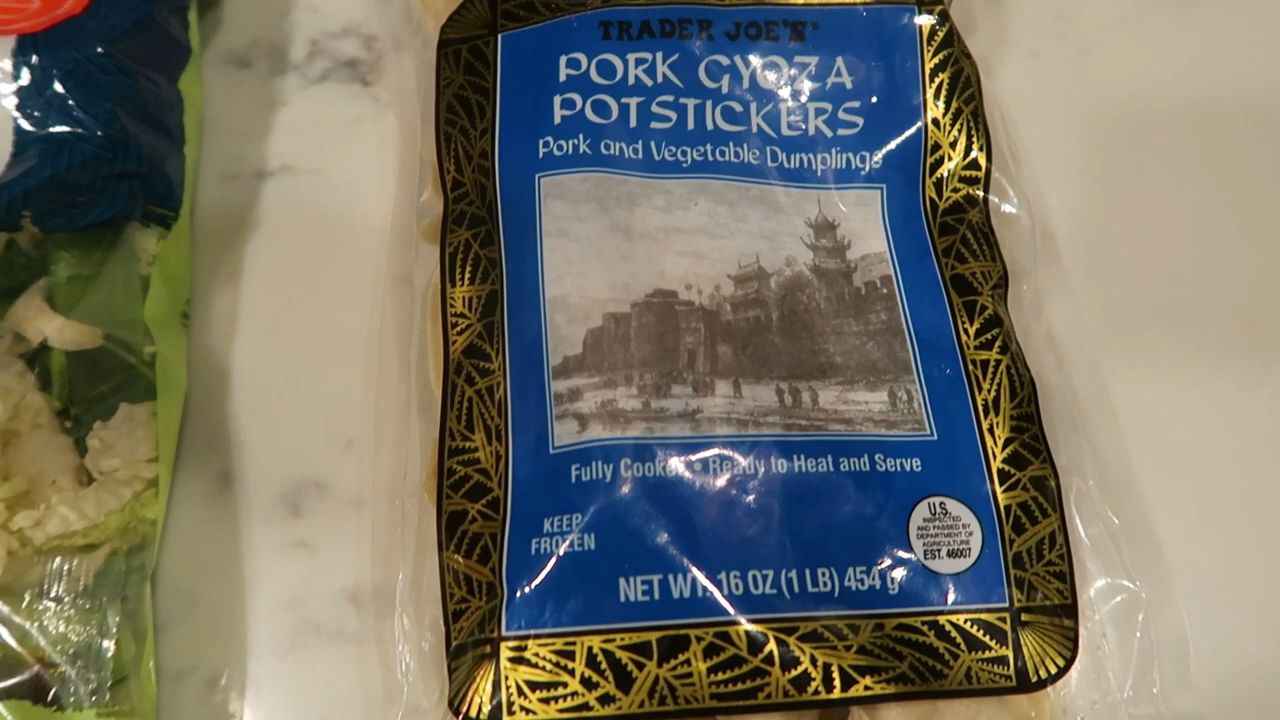 TRADER JOE'S
PORK GYOZA
POTSTICKERS
Pork and Vegetable Dumplings
Fully Cooked • Ready to Heat and Serve
KEEP
FROZEN
U.S.
INSPECTED
AND PASSED BY
DEPARTMENT OF
AGRICULTURE
EST. 46007
NET WT. 16 OZ (1 LB) 454 g